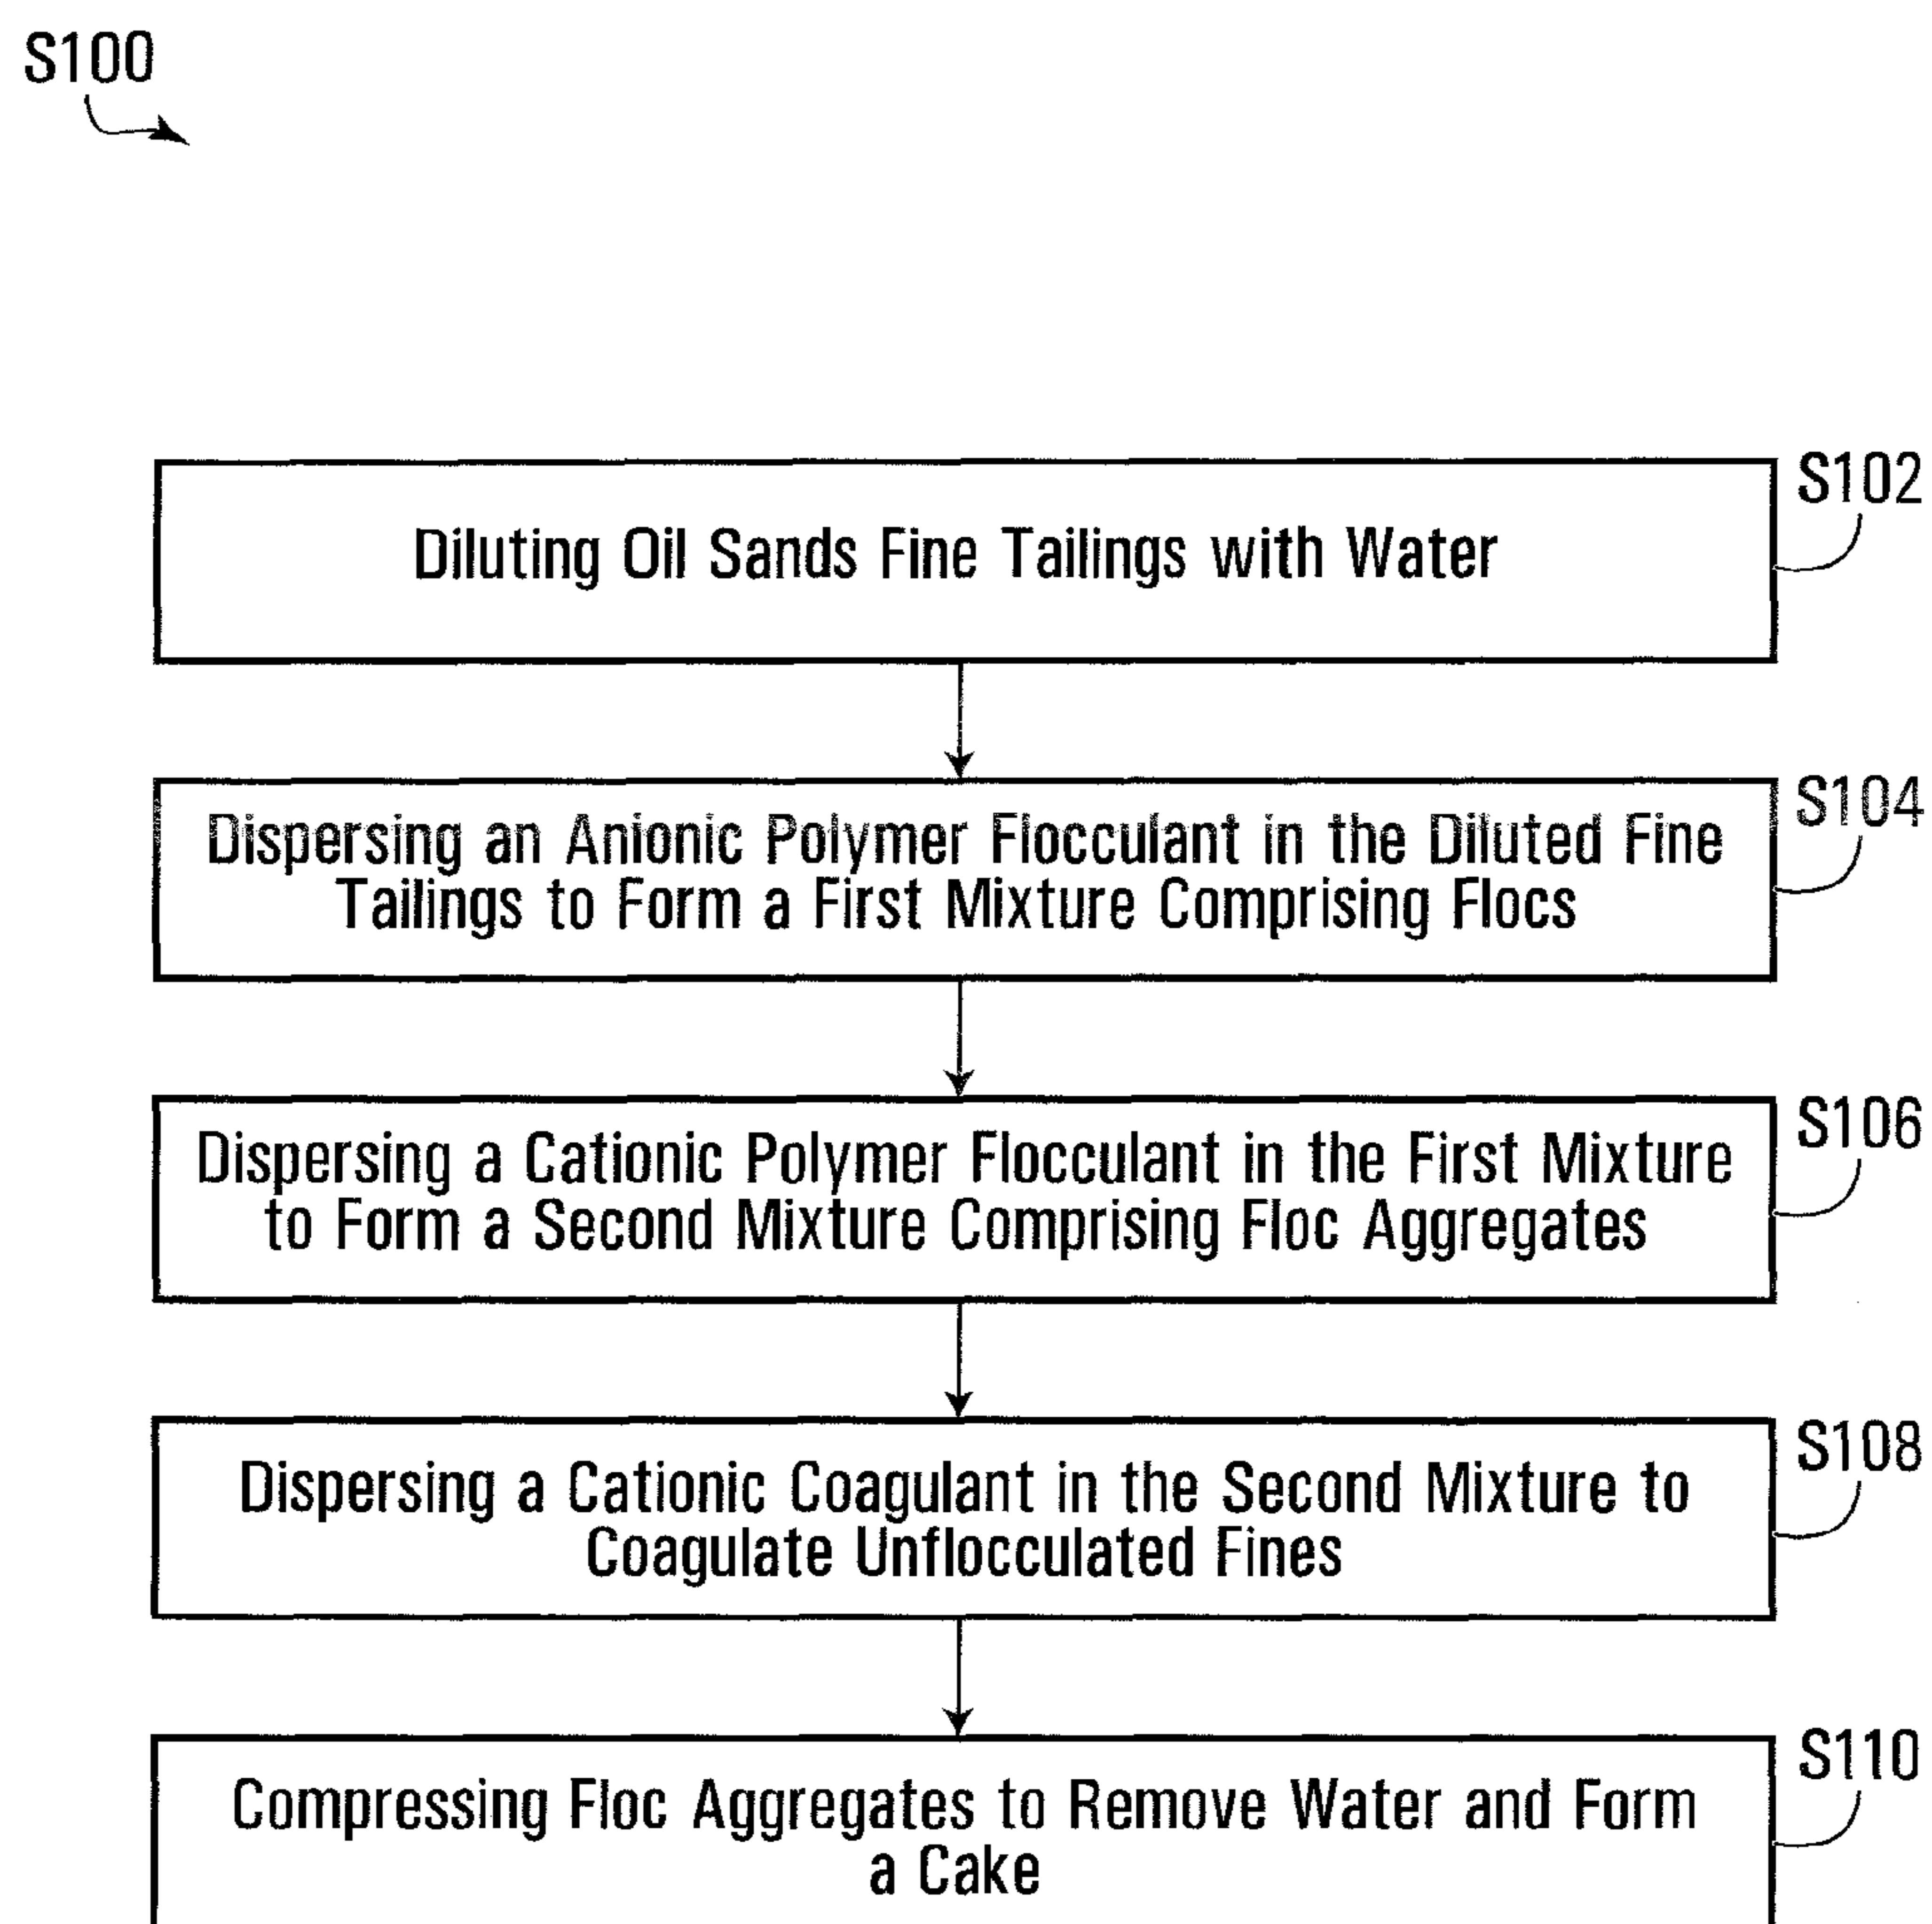 S100
S102
Diluting Oil Sands Fine Tailings with Water
S104
Dispersing an Anionic Polymer Flocculant in the Diluted Fine
Tailings to Form a First Mixture Comprising Flocs
S106
Dispersing a Cationic Polymer Flocculant in the First Mixture
to Form a Second Mixture Comprising Floc Aggregates
S108
Dispersing a Cationic Coagulant in the Second Mixture to
Coagulate Unflocculated Fines
S110
Compressing Floc Aggregates to Remove Water and Form
a Cake